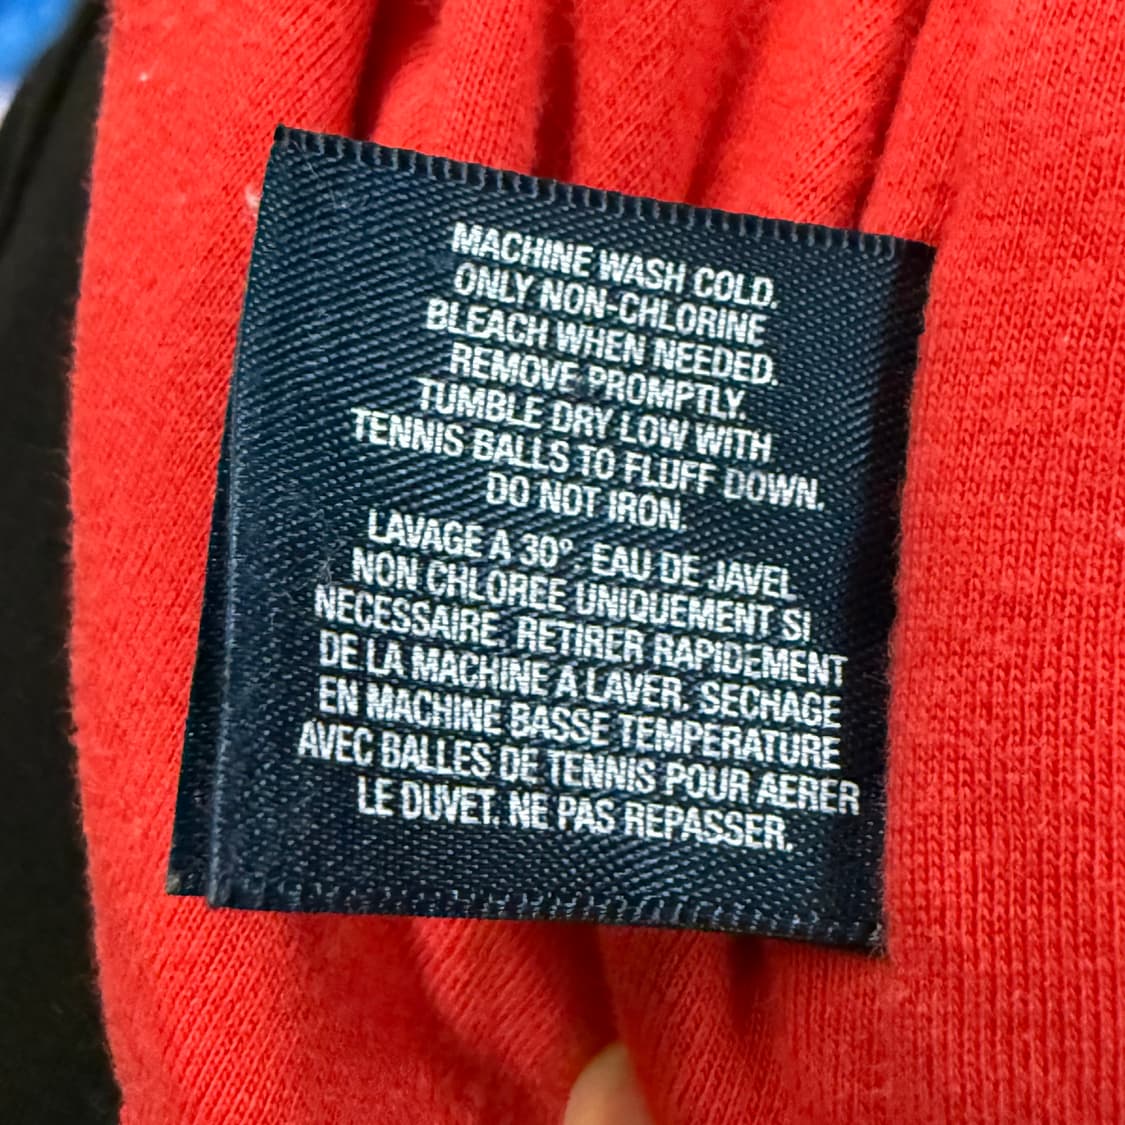 MACHINE WASH COLD.
ONLY NON-CHLORINE
BLEACH WHEN NEEDED.
REMOVE PROMPTLY.
TUMBLE DRY LOW WITH
TENNIS BALLS TO FLUFF DOWN.
DO NOT IRON.
LAVAGE A 30°. EAU DE JAVEL
NON CHLOREE UNIQUEMENT SI
NECESSAIRE. RETIRER RAPIDEMENT
DE LA MACHINE A LAVER. SECHAGE
EN MACHINE BASSE TEMPERATURE
AVEC BALLES DE TENNIS POUR AERER
LE DUVET. NE PAS REPASSER.